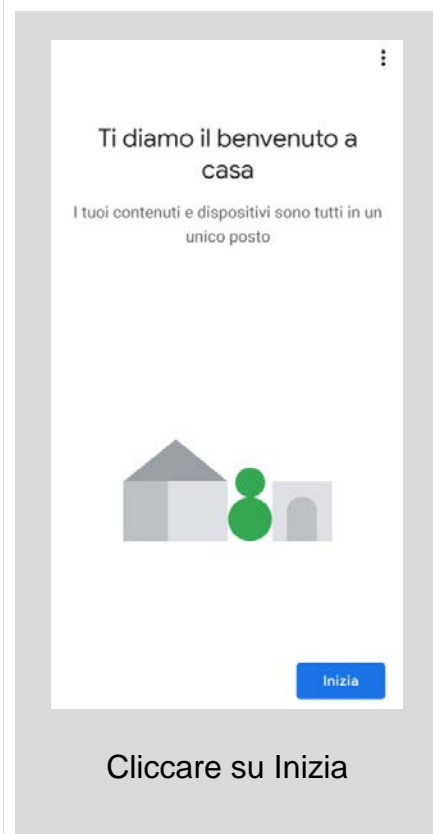 Ti diamo il benvenuto a
casa
I tuoi contenuti e dispositivi sono tutti in un
unico posto
Inizia
Cliccare su Inizia